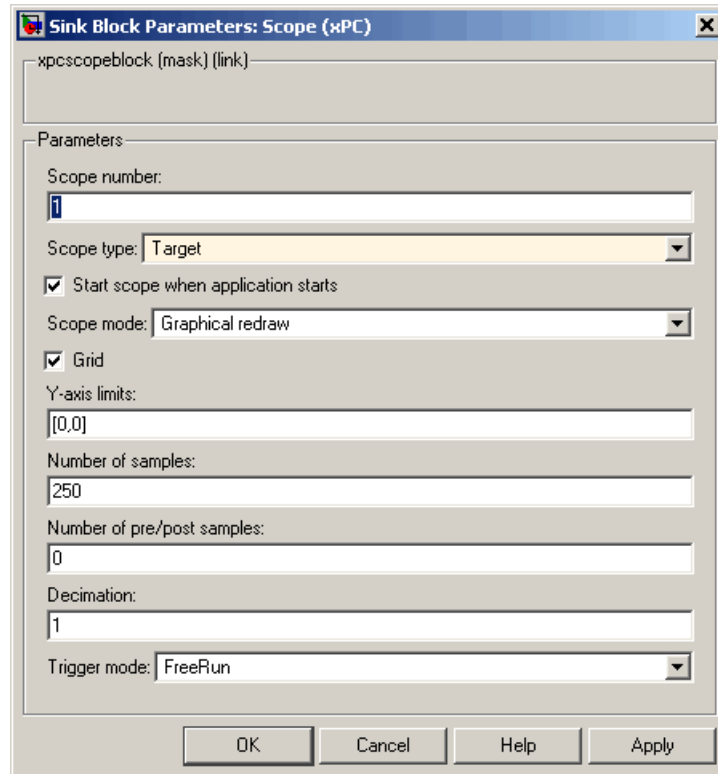 Sink Block Parameters: Scope (xPC)
xpcscopeblock (mask) (link)
Parameters
Scope number:
1
Scope type: Target
Start scope when application starts
Scope mode: Graphical redraw
Grid
Y-axis limits:
[0,0]
Number of samples:
250
Number of pre/post samples:
0
Decimation:
1
Trigger mode: FreeRun
OK Cancel Help Apply